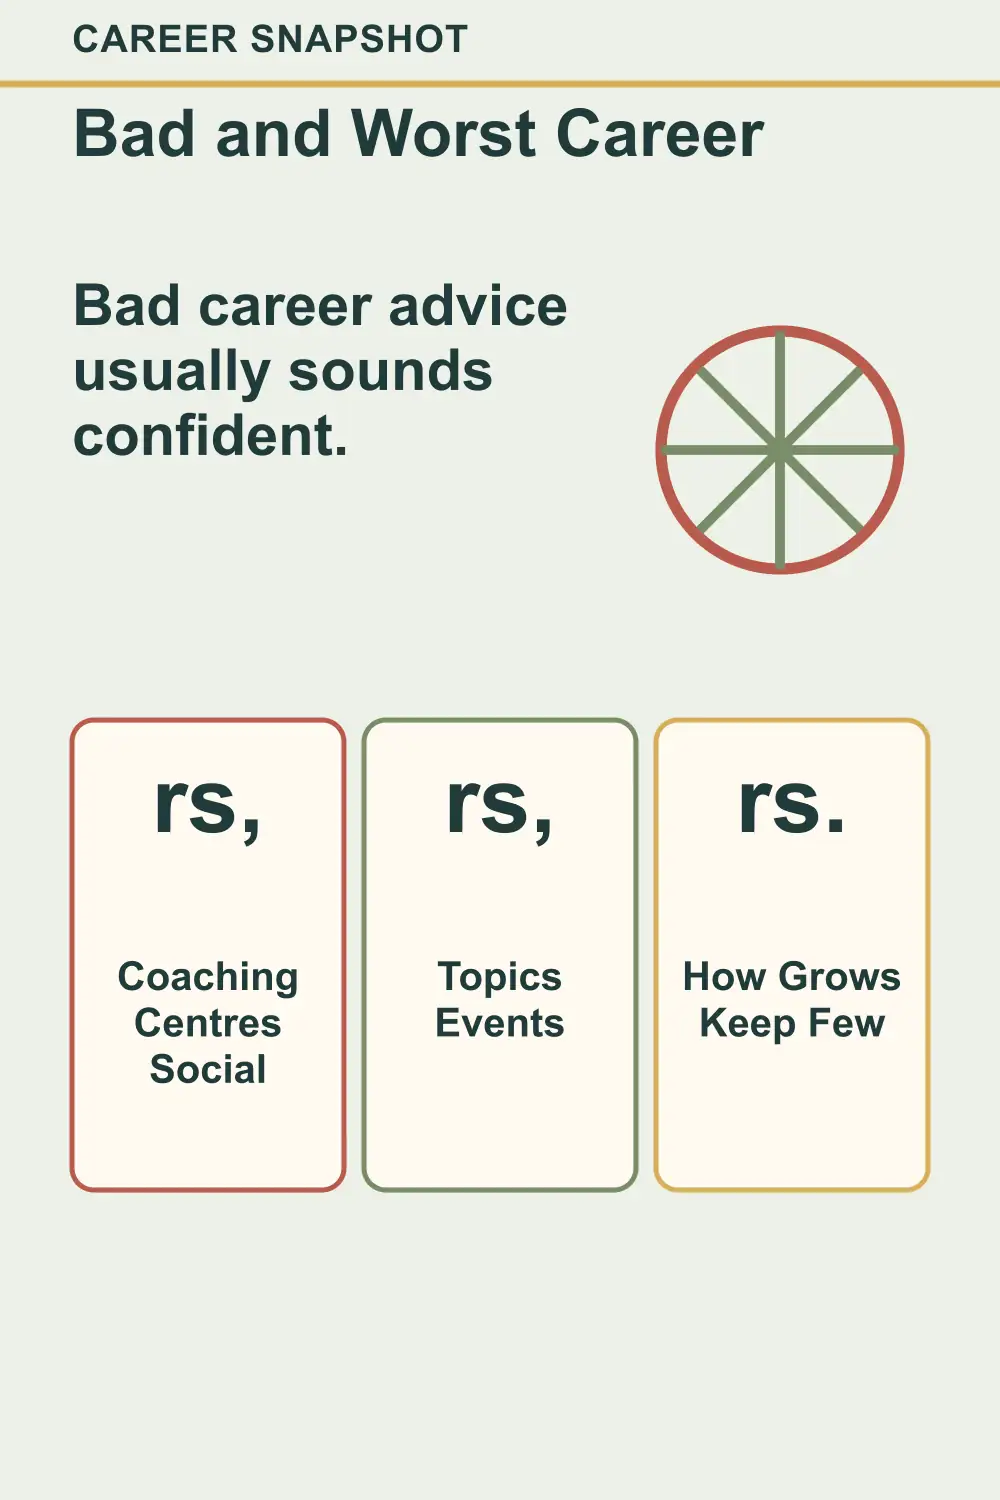 CAREER SNAPSHOT
Bad and Worst Career
Bad career advice
usually sounds
confident.
rs,
Coaching
Centres
Social
rs,
Topics
Events
rs.
How Grows
Keep Few